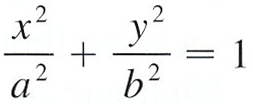 x²/a² + y²/b² = 1